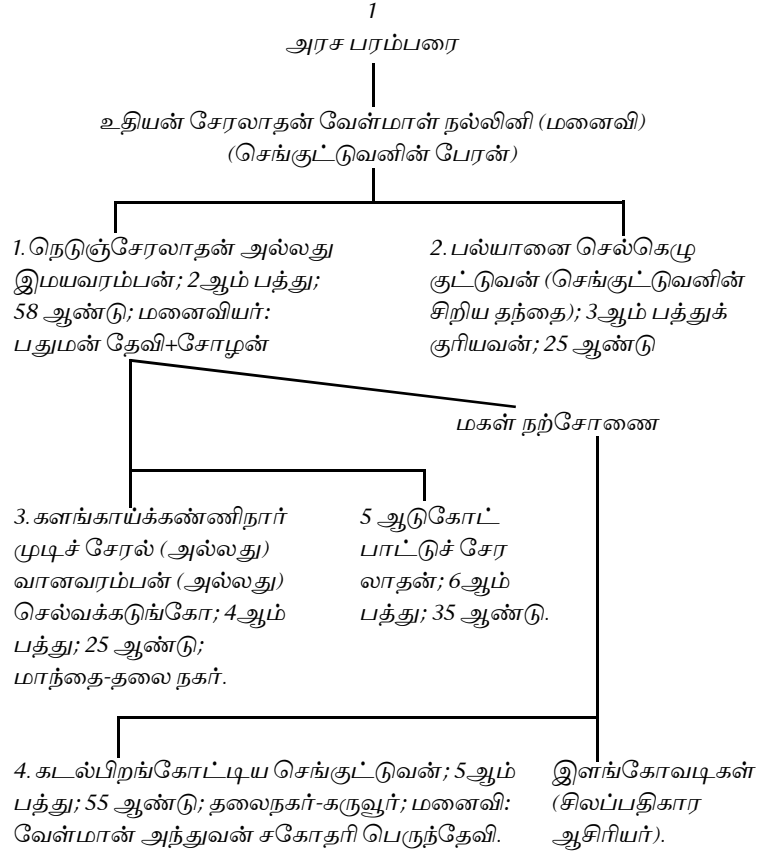 1
அரச பரம்பரை
உதியன் சேரலாதன் வேள்மாள் நல்லினி (மனைவி)
(செங்குட்டுவனின் பேரன்)
1. நெடுஞ்சேரலாதன் அல்லது
இமயவரம்பன்; 2ஆம் பத்து;
58 ஆண்டு; மனைவியர்:
பதுமன் தேவி+சோழன்
2. பல்யானை செல்கெழு
குட்டுவன் (செங்குட்டுவனின்
சிறிய தந்தை); 3ஆம் பத்துக்
குரியவன்; 25 ஆண்டு
மகள் நற்சோணை
3. களங்காய்க்கண்ணிநார்
முடிச் சேரல் (அல்லது)
வானவரம்பன் (அல்லது)
செல்வக்கடுங்கோ; 4ஆம்
பத்து; 25 ஆண்டு;
மாந்தை-தலை நகர்.
5 ஆடுகோட்
பாட்டுச் சேர
லாதன்; 6ஆம்
பத்து; 35 ஆண்டு.
4. கடல்பிறங்கோட்டிய செங்குட்டுவன்; 5ஆம்
பத்து; 55 ஆண்டு; தலைநகர்-கருவூர்; மனைவி:
வேள்மான் அந்துவன் சகோதரி பெருந்தேவி.
இளங்கோவடிகள்
(சிலப்பதிகார
ஆசிரியர்).